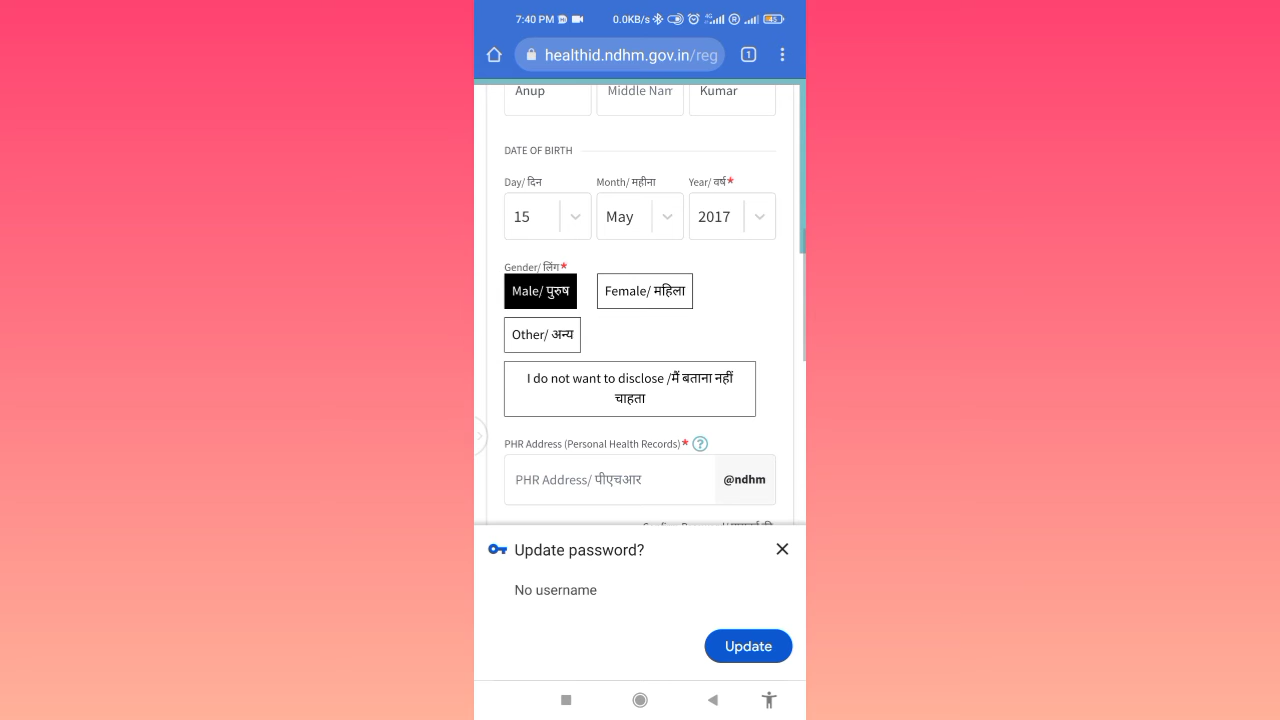 7:40 PM 0.0KB/s 4G R 45
healthid.ndhm.gov.in/reg 1
Anup Middle Nam Kumar
DATE OF BIRTH
Day/ दिन Month/ महीना Year/ वर्ष*
15 May 2017
Gender/ लिंग*
Male/ पुरुष Female/ महिला
Other/ अन्य
I do not want to disclose /मैं बताना नहीं
चाहता
PHR Address (Personal Health Records)* ?
PHR Address/ पीएचआर @ndhm
Update password?
No username
Update